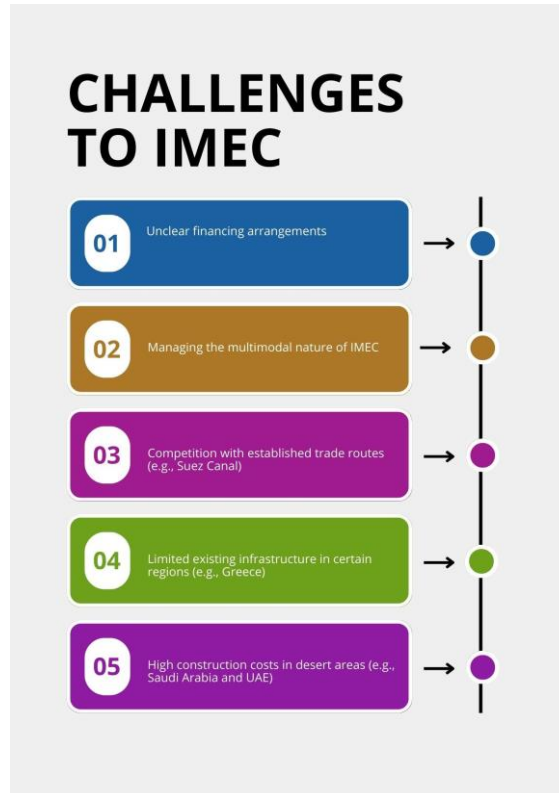 CHALLENGES
TO IMEC
01
Unclear financing arrangements
02
Managing the multimodal nature of IMEC
03
Competition with established trade routes
(e.g., Suez Canal)
04
Limited existing infrastructure in certain
regions (e.g., Greece)
05
High construction costs in desert areas (e.g.,
Saudi Arabia and UAE)